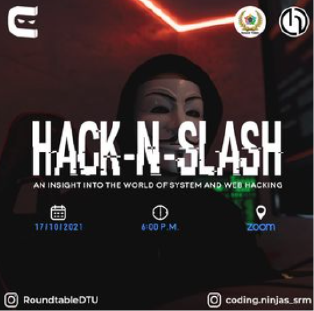 HACK-N-SLASH
AN INSIGHT INTO THE WORLD OF SYSTEM AND WEB HACKING
17/10/2021
6:00 P.M.
zoom
RoundtableDTU
coding.ninjas_srm